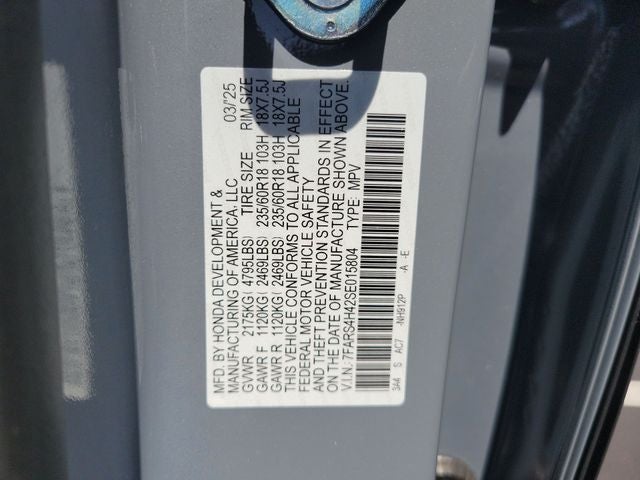 MFD. BY HONDA DEVELOPMENT & 03/'25
MANUFACTURING OF AMERICA, LLC
GVWR 2175KG( 4795LBS) TIRE SIZE RIM SIZE
GAWR F 1120KG( 2469LBS) 235/60R18 103H 18X7.5J
GAWR R 1120KG( 2469LBS) 235/60R18 103H 18X7.5J
THIS VEHICLE CONFORMS TO ALL APPLICABLE
FEDERAL MOTOR VEHICLE SAFETY
AND THEFT PREVENTION STANDARDS IN EFFECT
ON THE DATE OF MANUFACTURE SHOWN ABOVE.
V.I.N.: 7FARS4H42SE015804 TYPE: MPV
3A4 S AC7 -NH912P -A -E